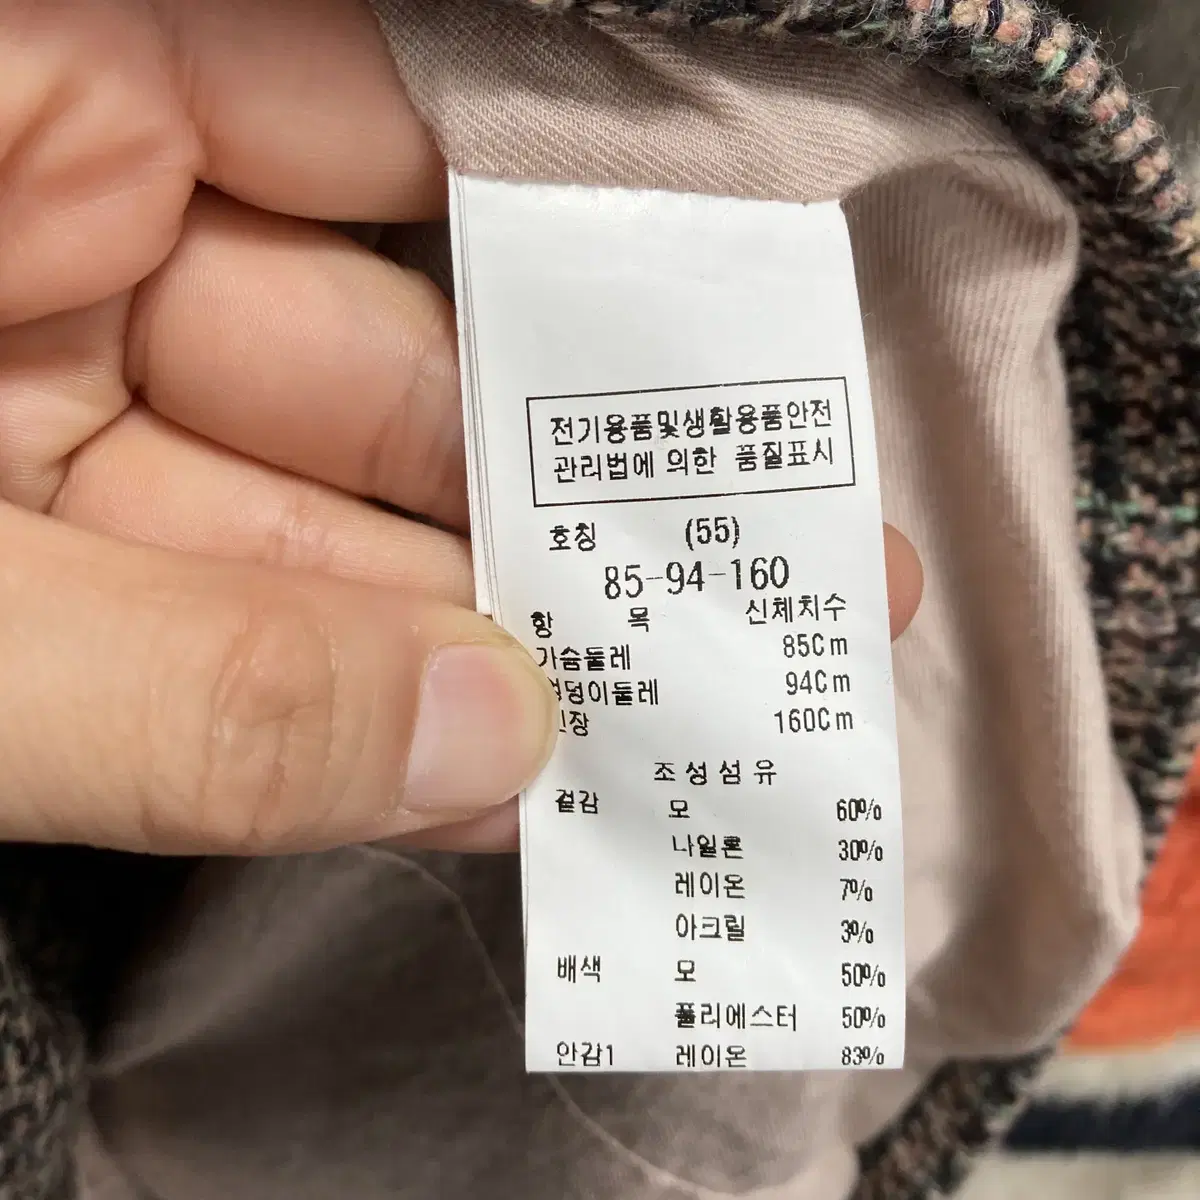 전기용품및생활용품안전
관리법에 의한 품질표시
호칭 (55)
85-94-160
항 목 신체치수
가슴둘레 85Cm
94Cm
160Cm
조성섬유
겉감 모 60%
나일론 30%
레이온 7%
아크릴 3%
배색 모 50%
폴리에스터 50%
안감1 레이온 83%